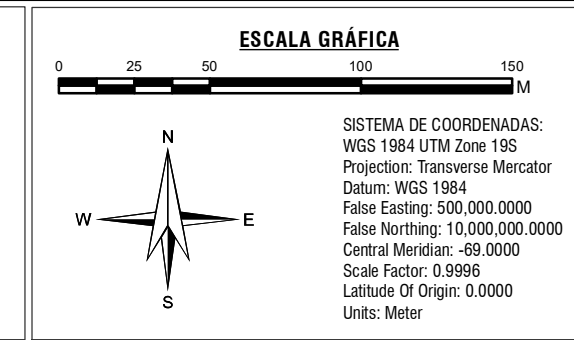 ESCALA GRÁFICA
0 25 50 100 150
M
N
W E
S
SISTEMA DE COORDENADAS:
WGS 1984 UTM Zone 19S
Projection: Transverse Mercator
Datum: WGS 1984
False Easting: 500,000.0000
False Northing: 10,000,000.0000
Central Meridian: -69.0000
Scale Factor: 0.9996
Latitude Of Origin: 0.0000
Units: Meter